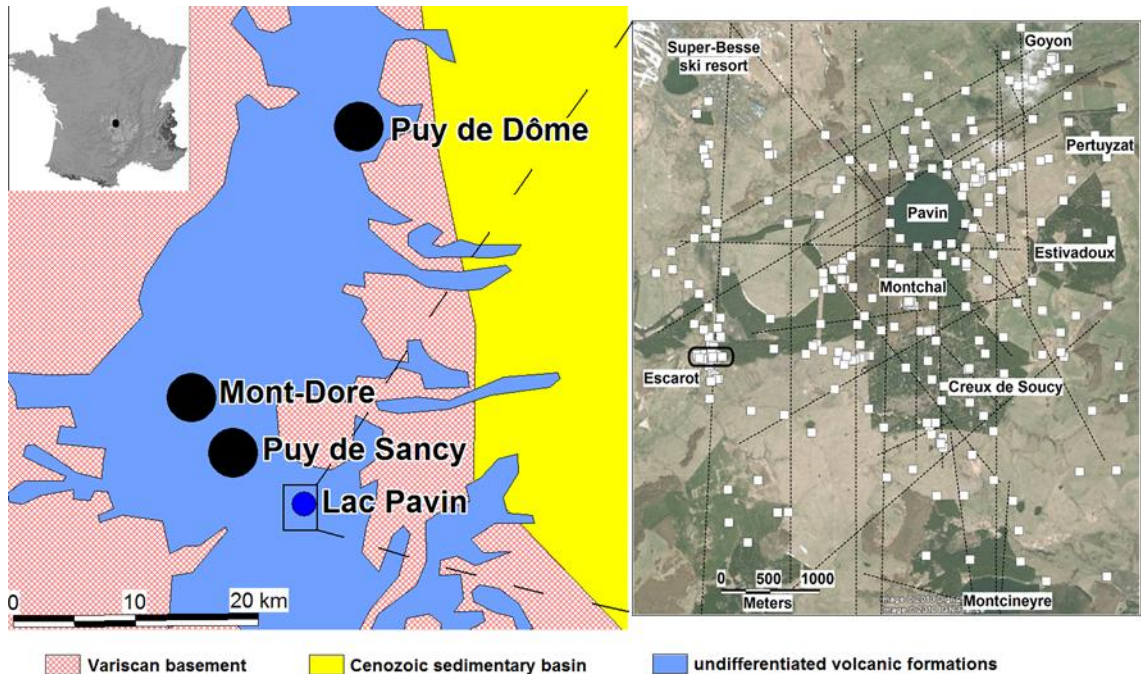 Puy de Dôme
Mont-Dore
Puy de Sancy
Lac Pavin
0 10 20 km
Super-Besse
ski resort
Goyon
Pertuyzat
Pavin
Estivadoux
Montchal
Escarot
Creux de Soucy
0 500 1000
Meters
Montcineyre
Variscan basement
Cenozoic sedimentary basin
undifferentiated volcanic formations